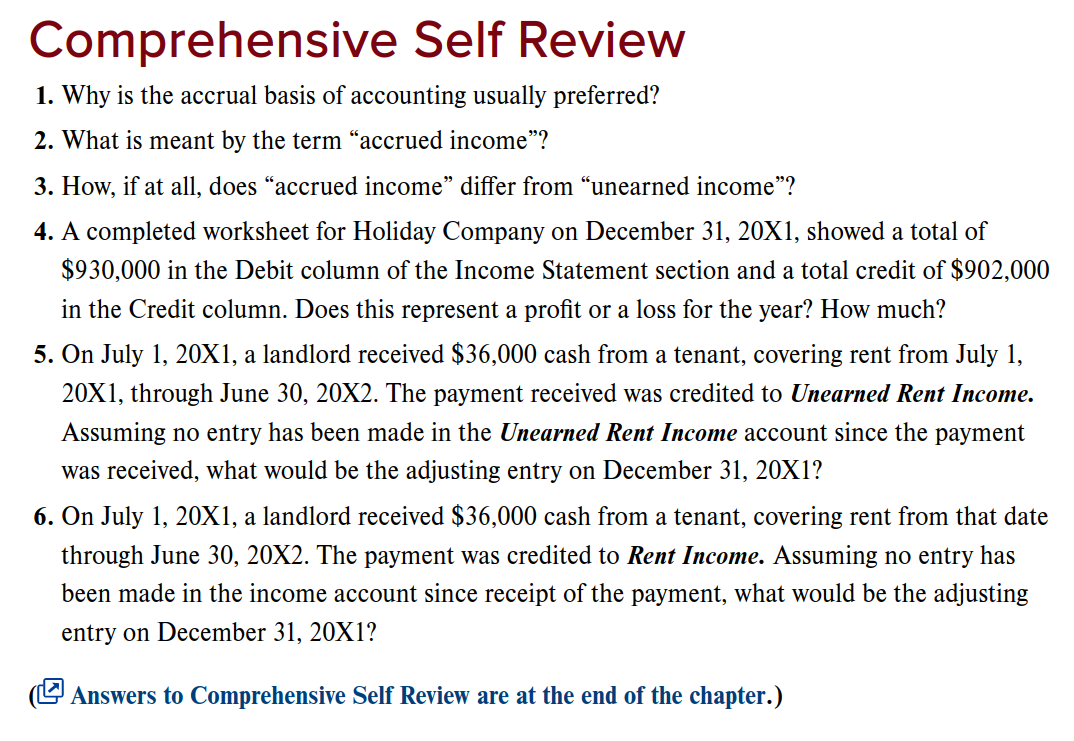 Comprehensive Self Review
1. Why is the accrual basis of accounting usually preferred?
2. What is meant by the term “accrued income”?
3. How, if at all, does “accrued income” differ from “unearned income”?
4. A completed worksheet for Holiday Company on December 31, 20X1, showed a total of
$930,000 in the Debit column of the Income Statement section and a total credit of $902,000
in the Credit column. Does this represent a profit or a loss for the year? How much?
5. On July 1, 20X1, a landlord received $36,000 cash from a tenant, covering rent from July 1,
20X1, through June 30, 20X2. The payment received was credited to Unearned Rent Income.
Assuming no entry has been made in the Unearned Rent Income account since the payment
was received, what would be the adjusting entry on December 31, 20X1?
6. On July 1, 20X1, a landlord received $36,000 cash from a tenant, covering rent from that date
through June 30, 20X2. The payment was credited to Rent Income. Assuming no entry has
been made in the income account since receipt of the payment, what would be the adjusting
entry on December 31, 20X1?
(Answers to Comprehensive Self Review are at the end of the chapter.)